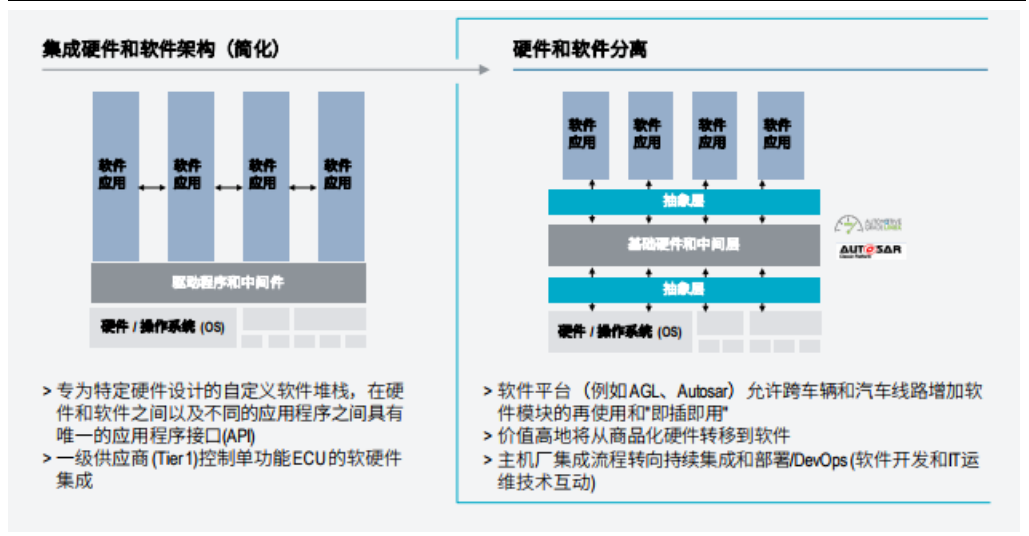 集成硬件和软件架构（简化）
软件
应用
软件
应用
软件
应用
软件
应用
驱动程序和中间件
硬件 / 操作系统 (OS)
> 专为特定硬件设计的自定义软件堆栈，在硬
件和软件之间以及不同的应用程序之间具有
唯一的应用程序接口(API)
> 一级供应商 (Tier 1)控制单功能ECU的软硬件
集成
硬件和软件分离
软件
应用
软件
应用
软件
应用
软件
应用
抽象层
基础硬件和中间层
抽象层
硬件 / 操作系统 (OS)
AUTOMOTIVE
GRADE LINUX
AUTOSAR
> 软件平台（例如AGL、Autosar）允许跨车辆和汽车线路增加软
件模块的再使用和"即插即用"
> 价值高地将从商品化硬件转移到软件
> 主机厂集成流程转向持续集成和部署/DevOps (软件开发和IT运
维技术互动)